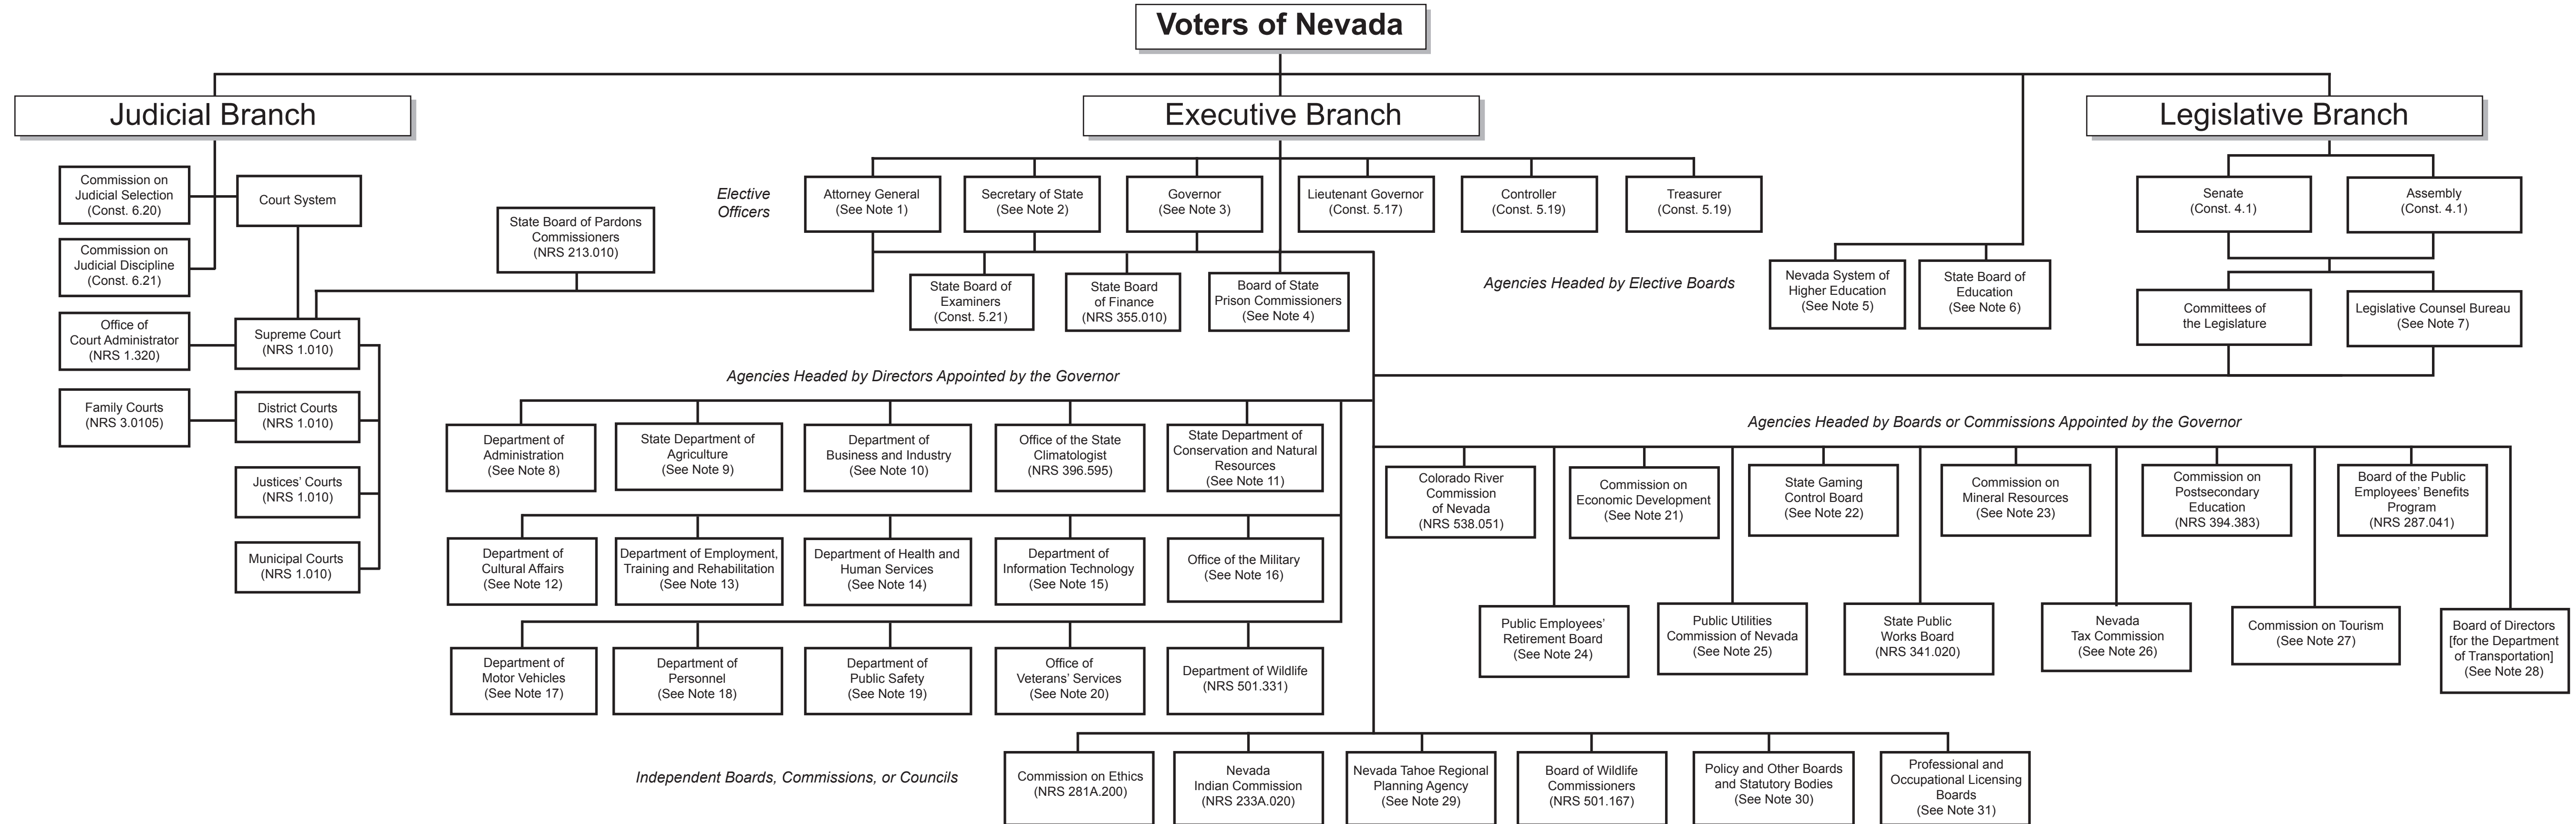 Voters of Nevada
Judicial Branch
Executive Branch
Legislative Branch
Commission on
Judicial Selection
(Const. 6.20)
Court System
Commission on
Judicial Discipline
(Const. 6.21)
Office of
Court Administrator
(NRS 1.320)
Supreme Court
(NRS 1.010)
Family Courts
(NRS 3.0105)
District Courts
(NRS 1.010)
Justices' Courts
(NRS 1.010)
Municipal Courts
(NRS 1.010)
State Board of Pardons
Commissioners
(NRS 213.010)
Elective
Officers
Attorney General
(See Note 1)
Secretary of State
(See Note 2)
Governor
(See Note 3)
Lieutenant Governor
(Const. 5.17)
Controller
(Const. 5.19)
Treasurer
(Const. 5.19)
State Board of
Examiners
(Const. 5.21)
State Board
of Finance
(NRS 355.010)
Board of State
Prison Commissioners
(See Note 4)
Agencies Headed by Elective Boards
Nevada System of
Higher Education
(See Note 5)
State Board of
Education
(See Note 6)
Senate
(Const. 4.1)
Assembly
(Const. 4.1)
Committees of
the Legislature
Legislative Counsel Bureau
(See Note 7)
Agencies Headed by Directors Appointed by the Governor
Department of
Administration
(See Note 8)
State Department of
Agriculture
(See Note 9)
Department of
Business and Industry
(See Note 10)
Office of the State
Climatologist
(NRS 396.595)
State Department of
Conservation and Natural
Resources
(See Note 11)
Department of
Cultural Affairs
(See Note 12)
Department of Employment,
Training and Rehabilitation
(See Note 13)
Department of Health and
Human Services
(See Note 14)
Department of
Information Technology
(See Note 15)
Office of the Military
(See Note 16)
Department of
Motor Vehicles
(See Note 17)
Department of
Personnel
(See Note 18)
Department of
Public Safety
(See Note 19)
Office of
Veterans' Services
(See Note 20)
Department of Wildlife
(NRS 501.331)
Agencies Headed by Boards or Commissions Appointed by the Governor
Colorado River
Commission
of Nevada
(NRS 538.051)
Commission on
Economic Development
(See Note 21)
State Gaming
Control Board
(See Note 22)
Commission on
Mineral Resources
(See Note 23)
Commission on
Postsecondary
Education
(NRS 394.383)
Board of the Public
Employees' Benefits
Program
(NRS 287.041)
Public Employees'
Retirement Board
(See Note 24)
Public Utilities
Commission of Nevada
(See Note 25)
State Public
Works Board
(NRS 341.020)
Nevada
Tax Commission
(See Note 26)
Commission on Tourism
(See Note 27)
Board of Directors
[for the Department
of Transportation]
(See Note 28)
Independent Boards, Commissions, or Councils
Commission on Ethics
(NRS 281A.200)
Nevada
Indian Commission
(NRS 233A.020)
Nevada Tahoe Regional
Planning Agency
(See Note 29)
Board of Wildlife
Commissioners
(NRS 501.167)
Policy and Other Boards
and Statutory Bodies
(See Note 30)
Professional and
Occupational Licensing
Boards
(See Note 31)